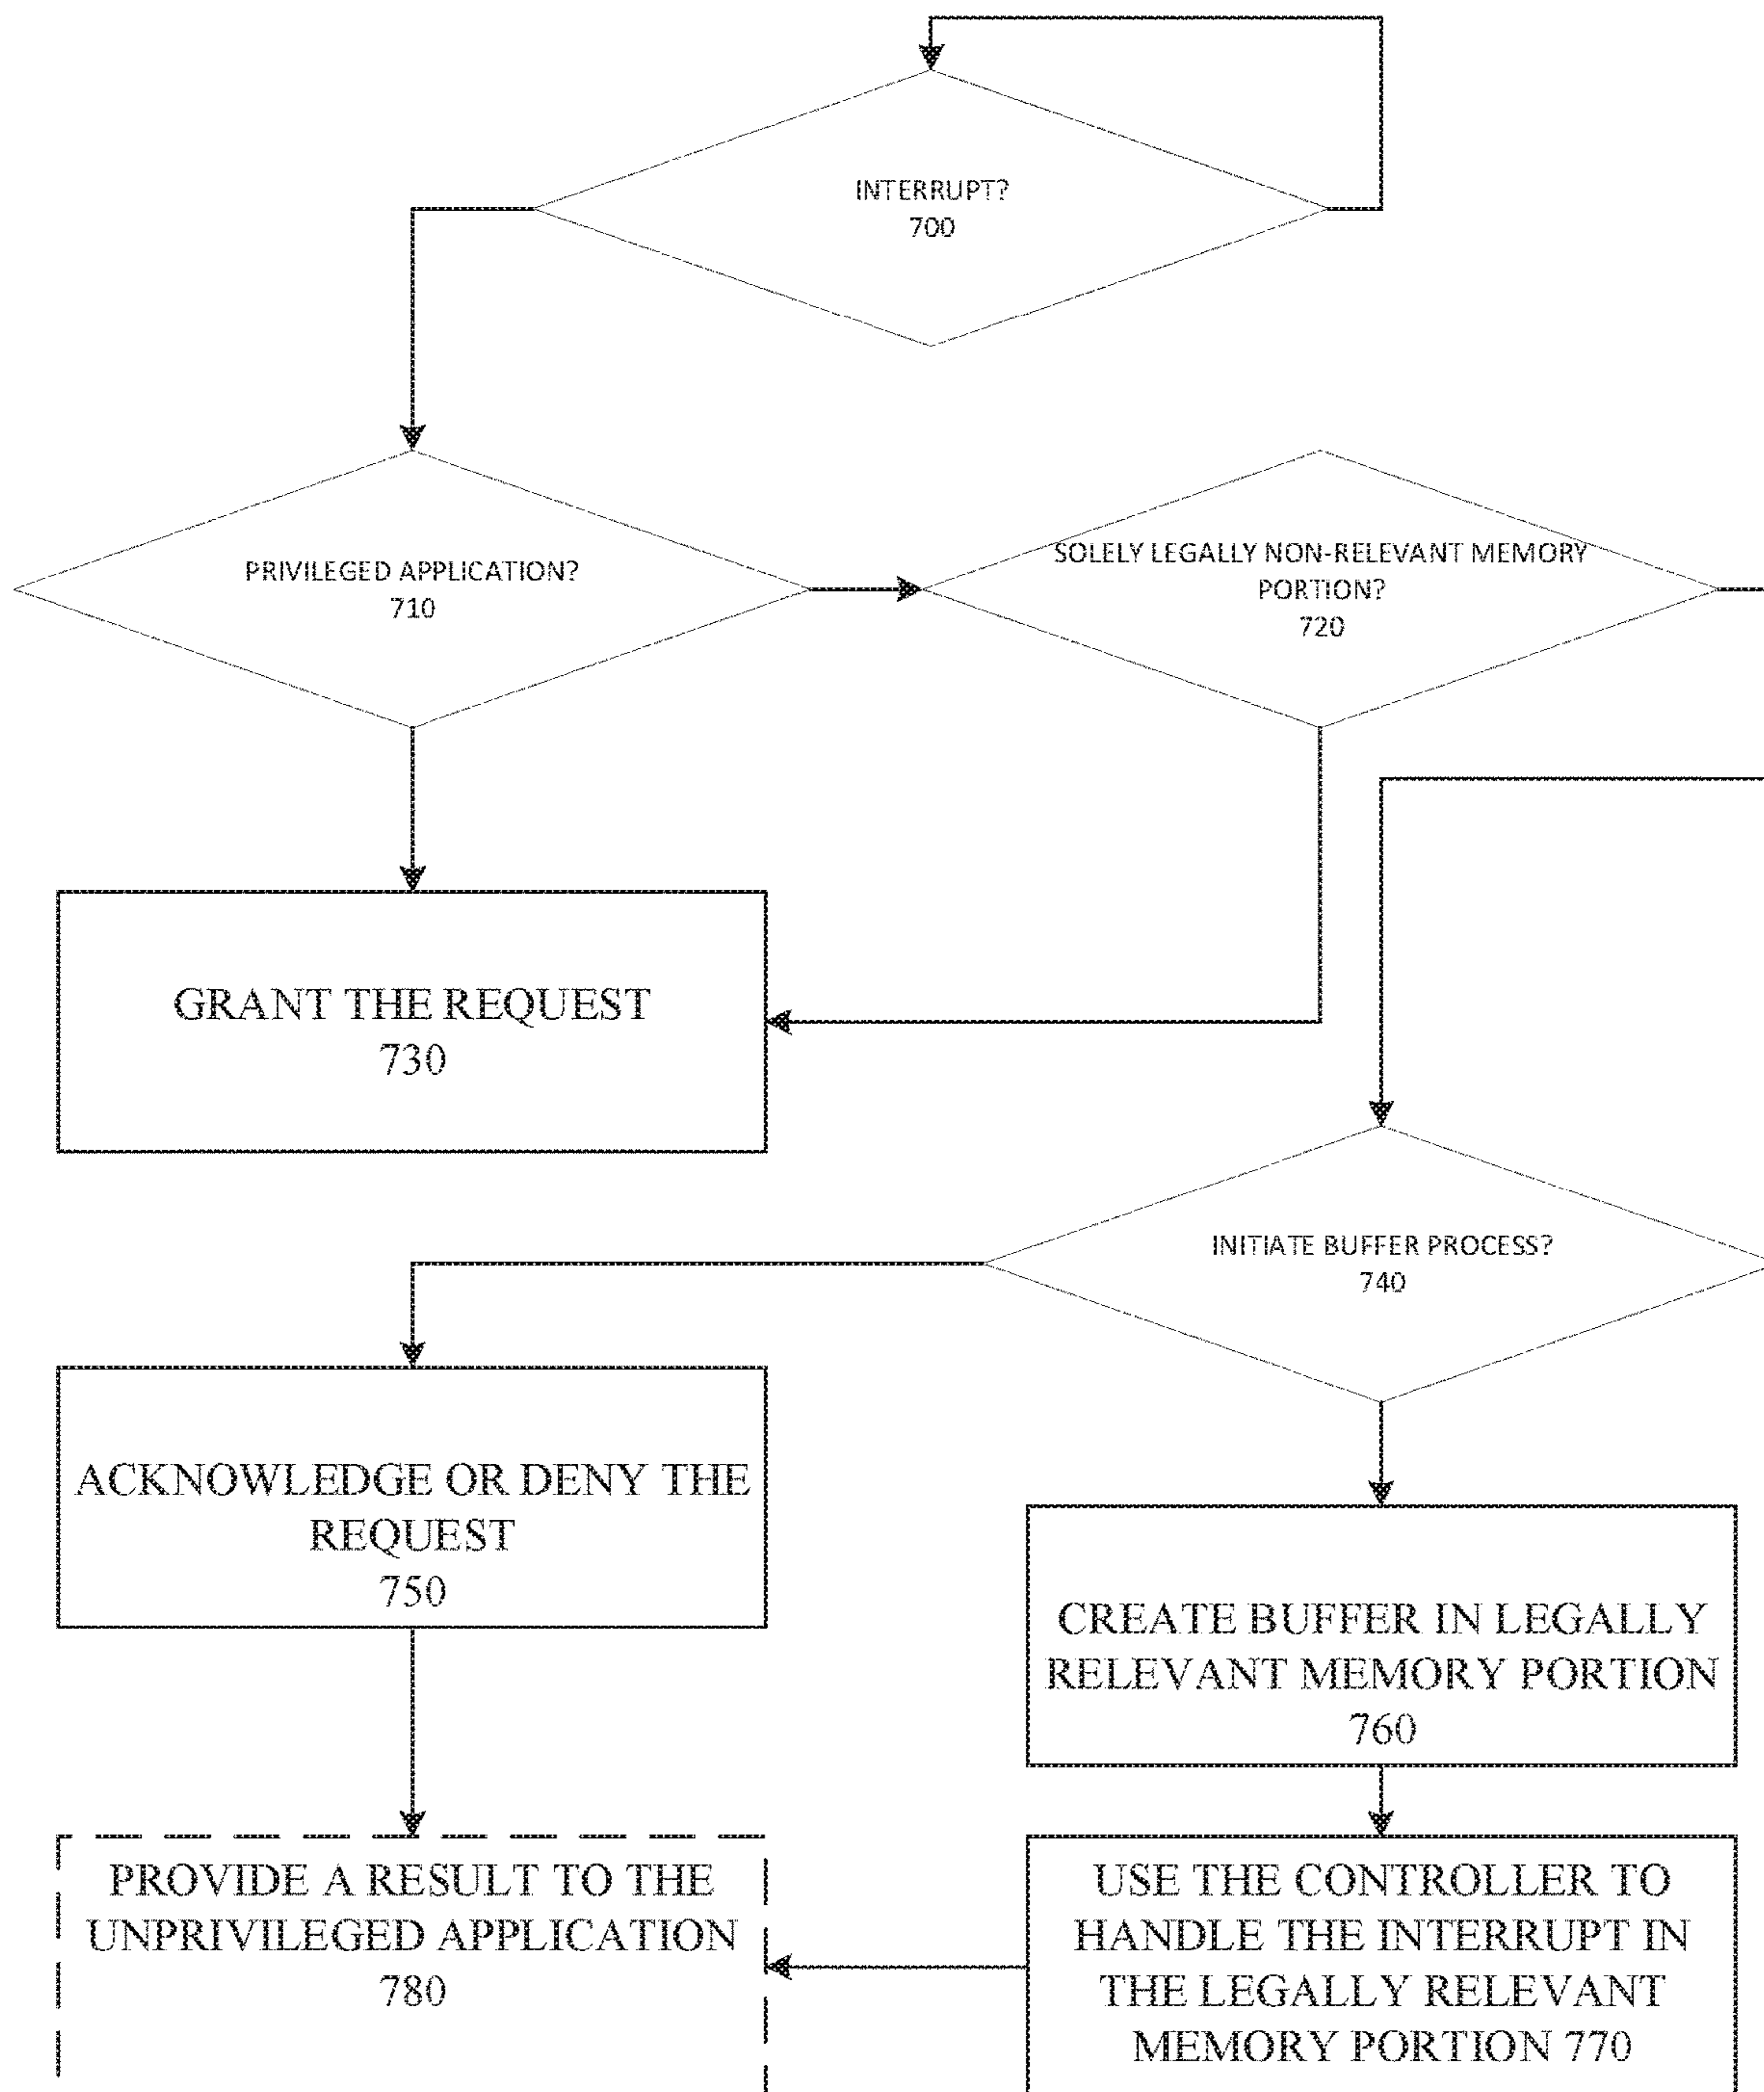 INTERRUPT?
700
PRIVILEGED APPLICATION?
710
SOLELY LEGALLY NON-RELEVANT MEMORY
PORTION?
720
GRANT THE REQUEST
730
INITIATE BUFFER PROCESS?
740
ACKNOWLEDGE OR DENY THE
REQUEST
750
CREATE BUFFER IN LEGALLY
RELEVANT MEMORY PORTION
760
PROVIDE A RESULT TO THE
UNPRIVILEGED APPLICATION
780
USE THE CONTROLLER TO
HANDLE THE INTERRUPT IN
THE LEGALLY RELEVANT
MEMORY PORTION 770